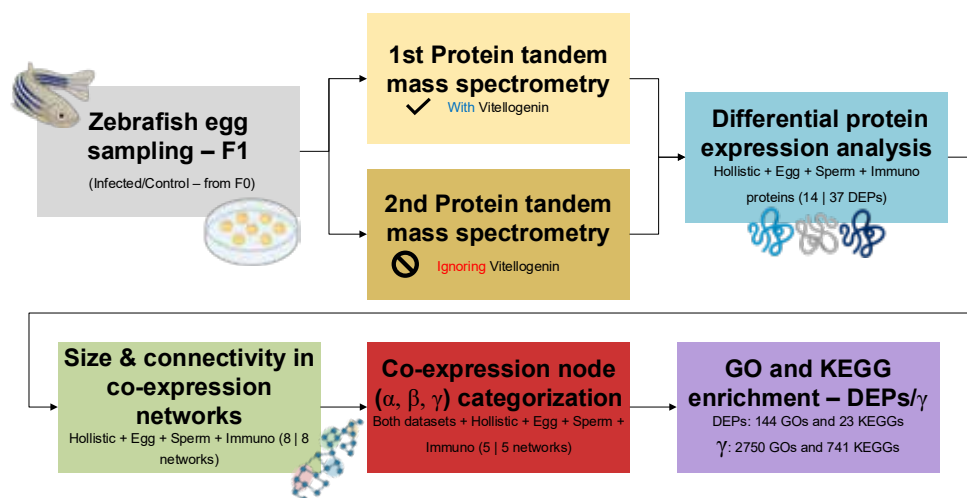 Zebrafish egg
sampling – F1
(Infected/Control – from F0)
1st Protein tandem
mass spectrometry
With Vitellogenin
2nd Protein tandem
mass spectrometry
Ignoring Vitellogenin
Differential protein
expression analysis
Hollistic + Egg + Sperm + Immuno
proteins (14 | 37 DEPs)
Size & connectivity in
co-expression
networks
Hollistic + Egg + Sperm + Immuno (8 | 8
networks)
Co-expression node
(α, β, γ) categorization
Both datasets + Hollistic + Egg + Sperm +
Immuno (5 | 5 networks)
GO and KEGG
enrichment – DEPs/γ
DEPs: 144 GOs and 23 KEGGs
γ: 2750 GOs and 741 KEGGs